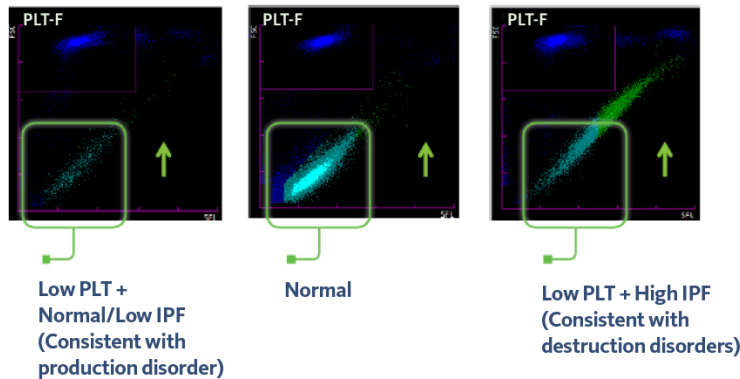 PLT-F
FSC
SFL
PLT-F
FSC
SFL
PLT-F
FSC
SFL
Low PLT +
Normal/Low IPF
(Consistent with
production disorder)
Normal
Low PLT + High IPF
(Consistent with
destruction disorders)